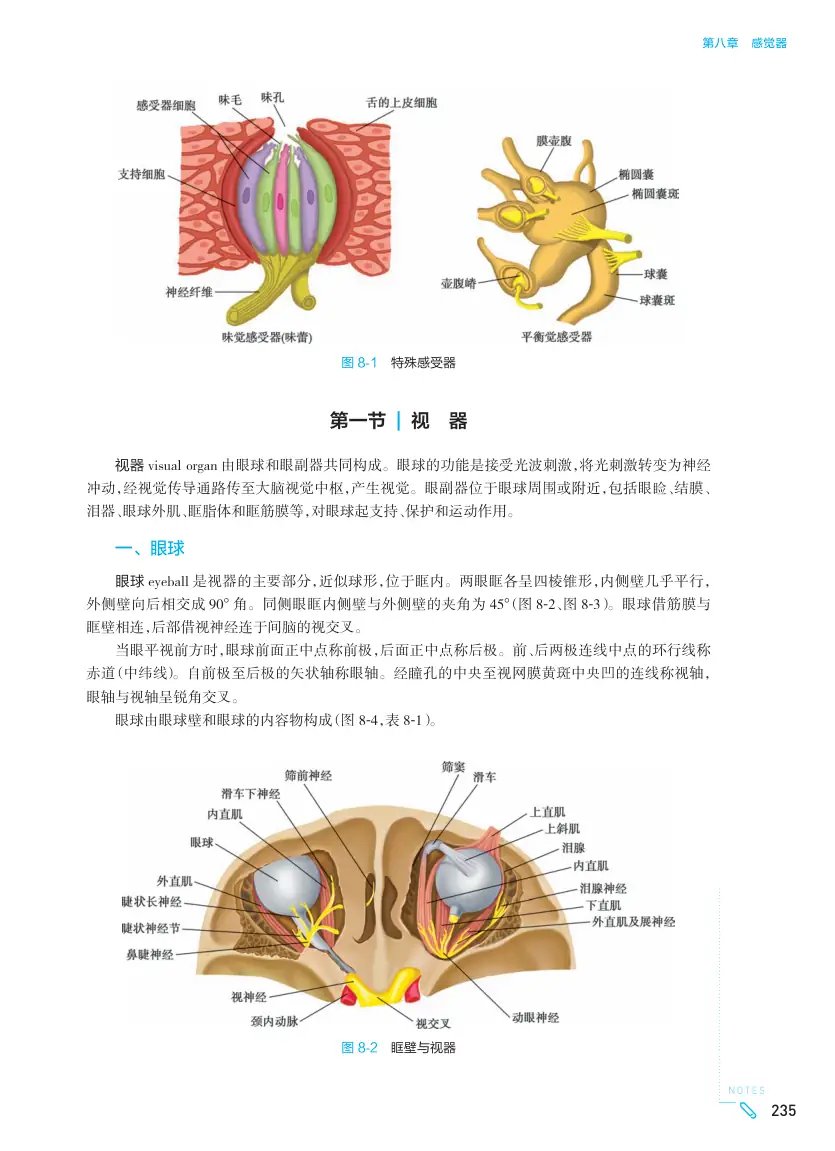 第八章 感觉器
感受器细胞
味毛
味孔
舌的上皮细胞
支持细胞
神经纤维
味觉感受器(味蕾)
膜壶腹
椭圆囊
椭圆囊斑
球囊
壶腹嵴
球囊斑
平衡觉感受器
图 8-1 特殊感受器
第一节 | 视 器
视器 visual organ 由眼球和眼副器共同构成。眼球的功能是接受光波刺激,将光刺激转变为神经
冲动,经视觉传导通路传至大脑视觉中枢,产生视觉。眼副器位于眼球周围或附近,包括眼睑、结膜、
泪器、眼球外肌、眶脂体和眶筋膜等,对眼球起支持、保护和运动作用。
一、眼球
眼球 eyeball 是视器的主要部分,近似球形,位于眶内。两眼眶各呈四棱锥形,内侧壁几乎平行,
外侧壁向后相交成 90° 角。同侧眼眶内侧壁与外侧壁的夹角为 45°(图 8-2、图 8-3)。眼球借筋膜与
眶壁相连,后部借视神经连于间脑的视交叉。
当眼平视前方时,眼球前面正中点称前极,后面正中点称后极。前、后两极连线中点的环行线称
赤道(中纬线)。自前极至后极的矢状轴称眼轴。经瞳孔的中央至视网膜黄斑中央凹的连线称视轴,
眼轴与视轴呈锐角交叉。
眼球由眼球壁和眼球的内容物构成(图 8-4,表 8-1)。
筛前神经
滑车下神经
内直肌
眼球
外直肌
睫状长神经
睫状神经节
鼻睫神经
视神经
颈内动脉
筛窦
滑车
上直肌
上斜肌
泪腺
内直肌
泪腺神经
下直肌
外直肌及展神经
动眼神经
视交叉
图 8-2 眶壁与视器
NOTES
235